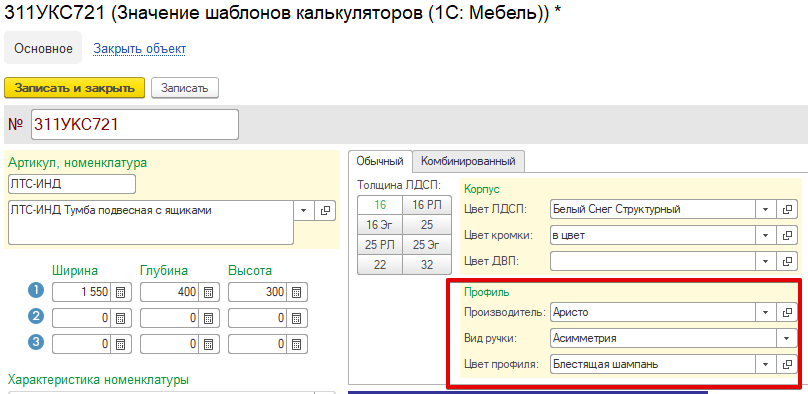 311УКС721 (Значение шаблонов калькуляторов (1С: Мебель)) *
Основное Закрыть объект
Записать и закрыть Записать
№ 311УКС721
Артикул, номенклатура
ЛТС-ИНД
ЛТС-ИНД Тумба подвесная с ящиками
Ширина Глубина Высота
1 1 550 400 300
2 0 0 0
3 0 0 0
Характеристика номенклатуры
Обычный Комбинированный
Толщина ЛДСП:
16 16 РЛ
16 Эг 25
25 РЛ 25 Эг
22 32
Корпус
Цвет ЛДСП: Белый Снег Структурный
Цвет кромки: в цвет
Цвет ДВП:
Профиль
Производитель: Аристо
Вид ручки: Асимметрия
Цвет профиля: Блестящая шампань